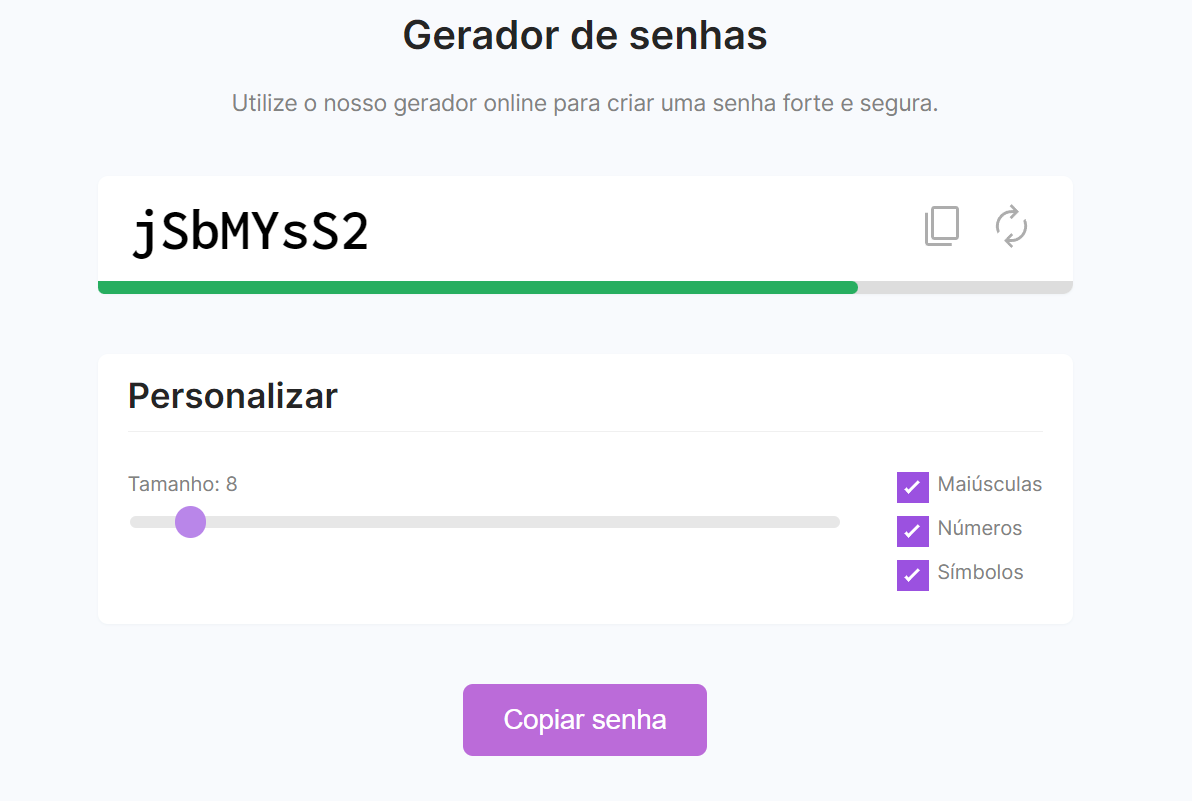 Gerador de senhas
Utilize o nosso gerador online para criar uma senha forte e segura.
jSbMYsS2
Personalizar
Tamanho: 8
Maiúsculas
Números
Símbolos
Copiar senha